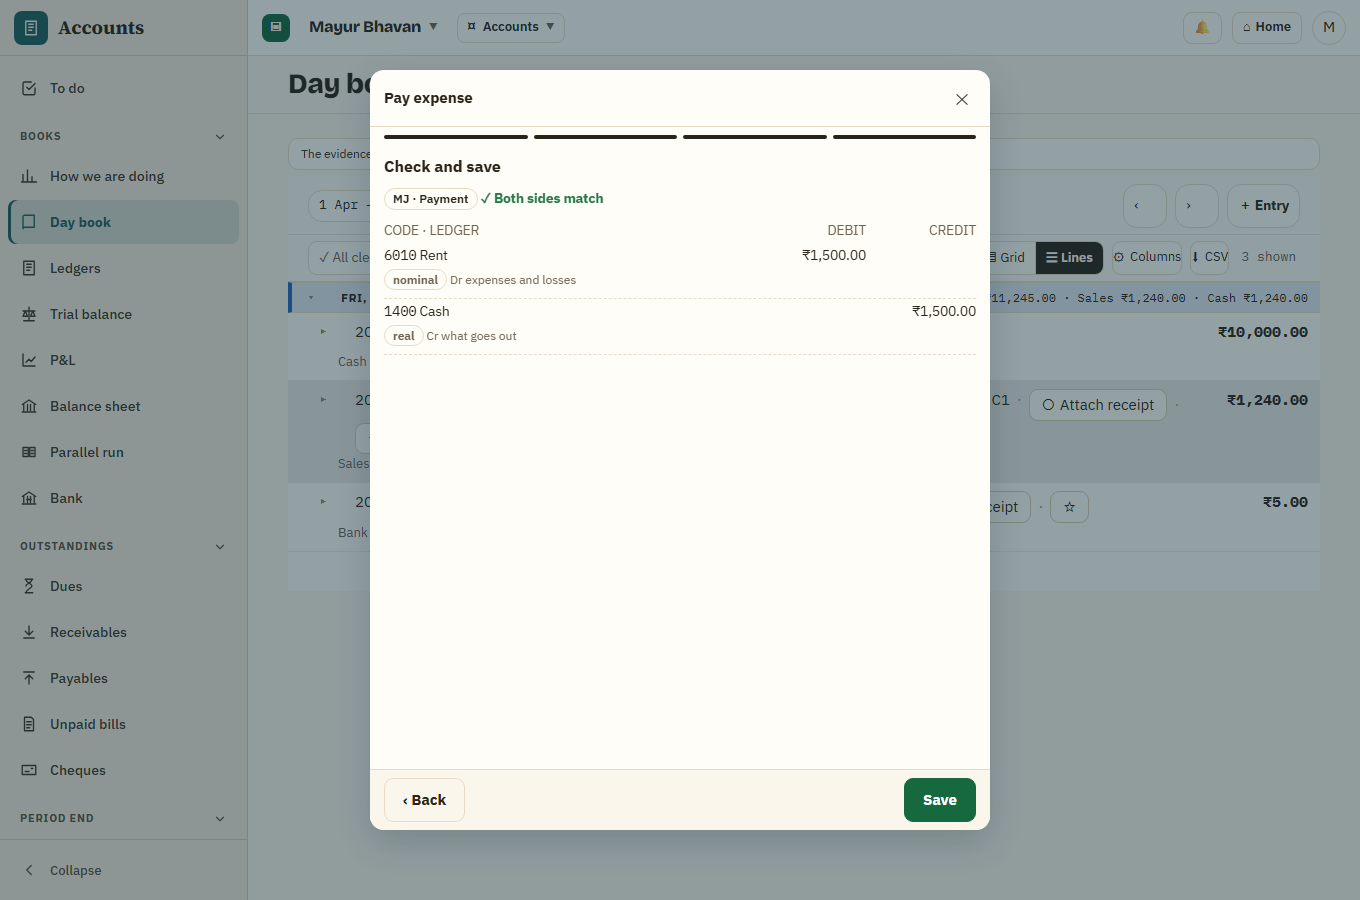 Accounts
Mayur Bhavan ▼
¤ Accounts ▼
⌂ Home
M
To do
BOOKS
How we are doing
Day book
Ledgers
Trial balance
P&L
Balance sheet
Parallel run
Bank
OUTSTANDINGS
Dues
Receivables
Payables
Unpaid bills
Cheques
PERIOD END
Collapse
Day
The evidence
1 Apr -
‹
›
+ Entry
✓ All
Grid
☰ Lines
Columns
CSV
3 shown
FRI,
11,245.00 · Sales ₹1,240.00 · Cash ₹1,240.00
20
₹10,000.00
Cash
20
C1 · Attach receipt ·
₹1,240.00
Sales
20
· ☆
₹5.00
Bank
Pay expense
Check and save
MJ · Payment ✓ Both sides match
CODE · LEDGER DEBIT CREDIT
6010 Rent ₹1,500.00
nominal Dr expenses and losses
1400 Cash ₹1,500.00
real Cr what goes out
‹ Back
Save